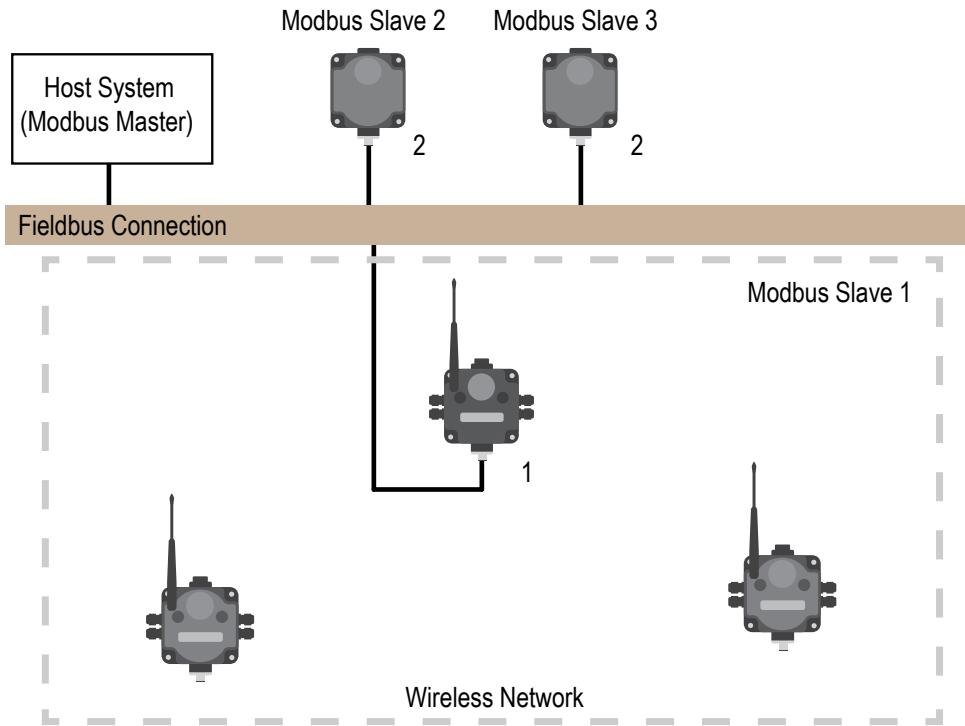 Modbus Slave 2
Modbus Slave 3
Host System
(Modbus Master)
2
2
Fieldbus Connection
Modbus Slave 1
1
Wireless Network